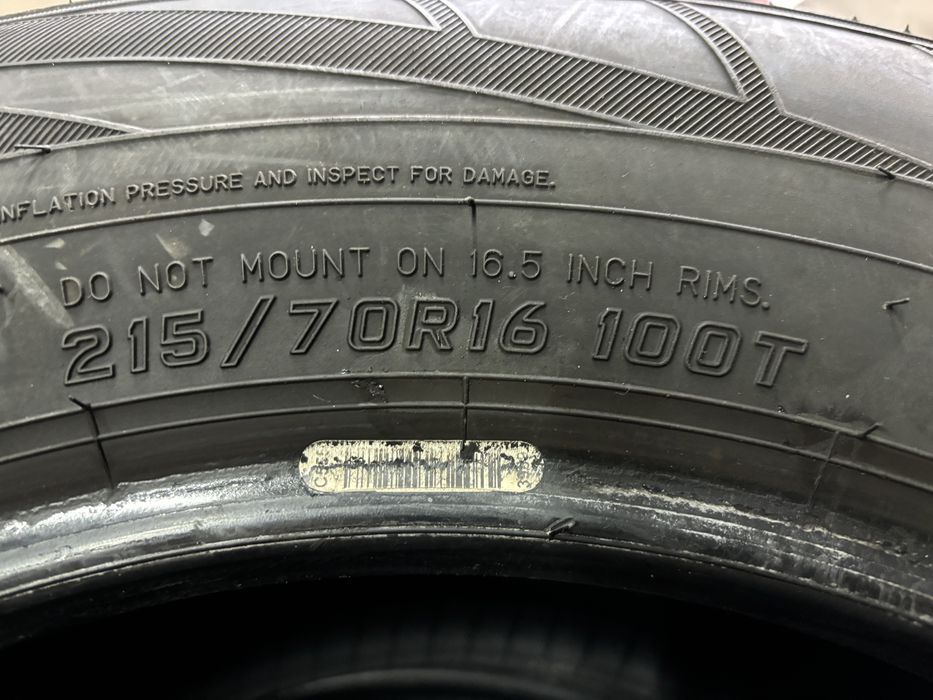 INFLATION PRESSURE AND INSPECT FOR DAMAGE.
DO NOT MOUNT ON 16.5 INCH RIMS.
215/70R16 100T